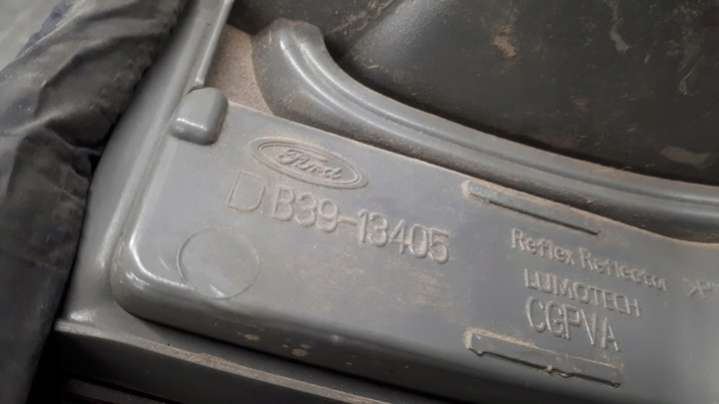 Ford
DB39-13405
Reflex Reflector
LUMOTECH
CGPVA